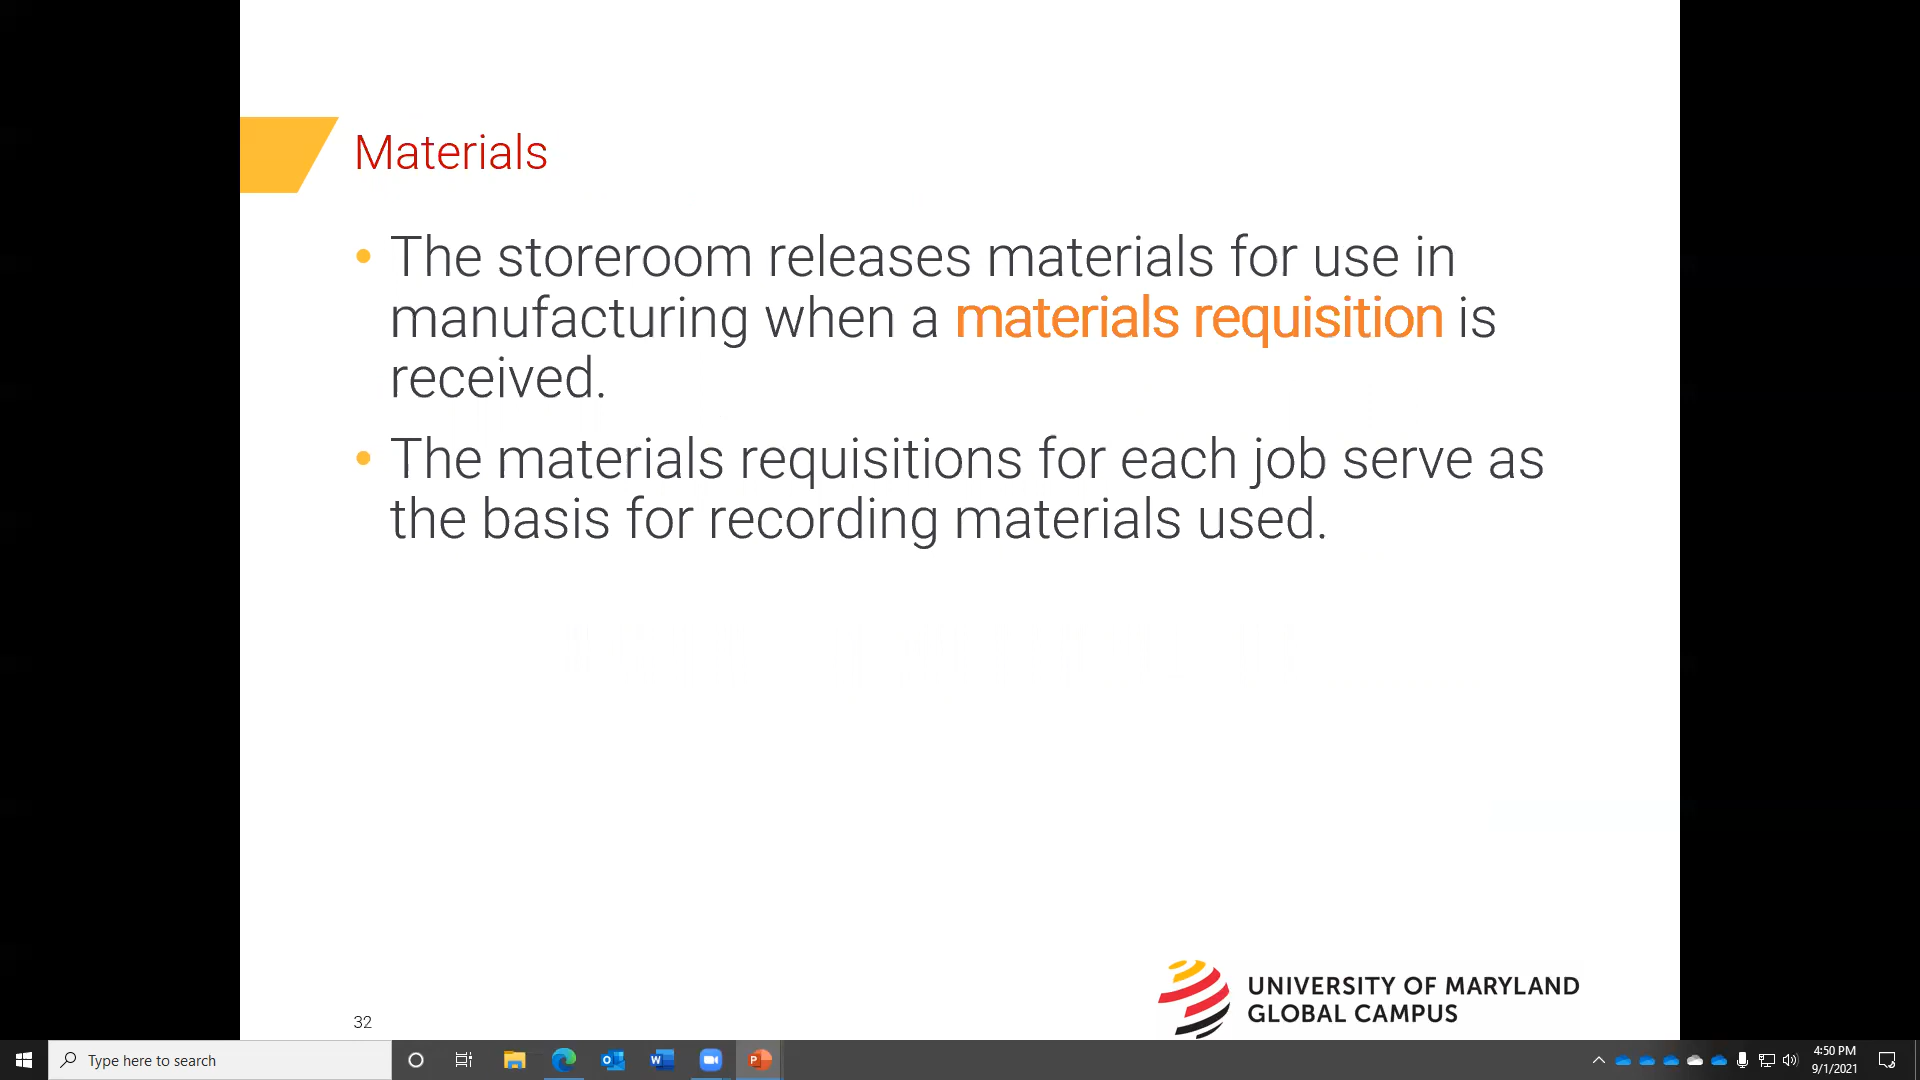 Materials
• The storeroom releases materials for use in
manufacturing when a materials requisition is
received.
• The materials requisitions for each job serve as
the basis for recording materials used.
UNIVERSITY OF MARYLAND
GLOBAL CAMPUS
32
Type here to search
4:50 PM
9/1/2021